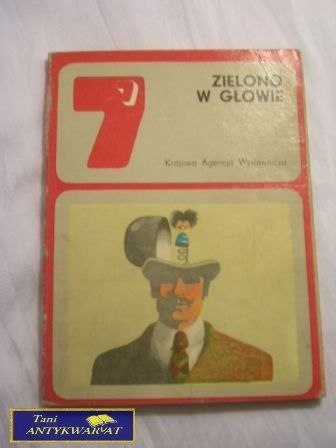 7
ZIELONO
W GŁOWIE
Krajowa Agencja Wydawnicza
Tani
ANTYKWARIAT